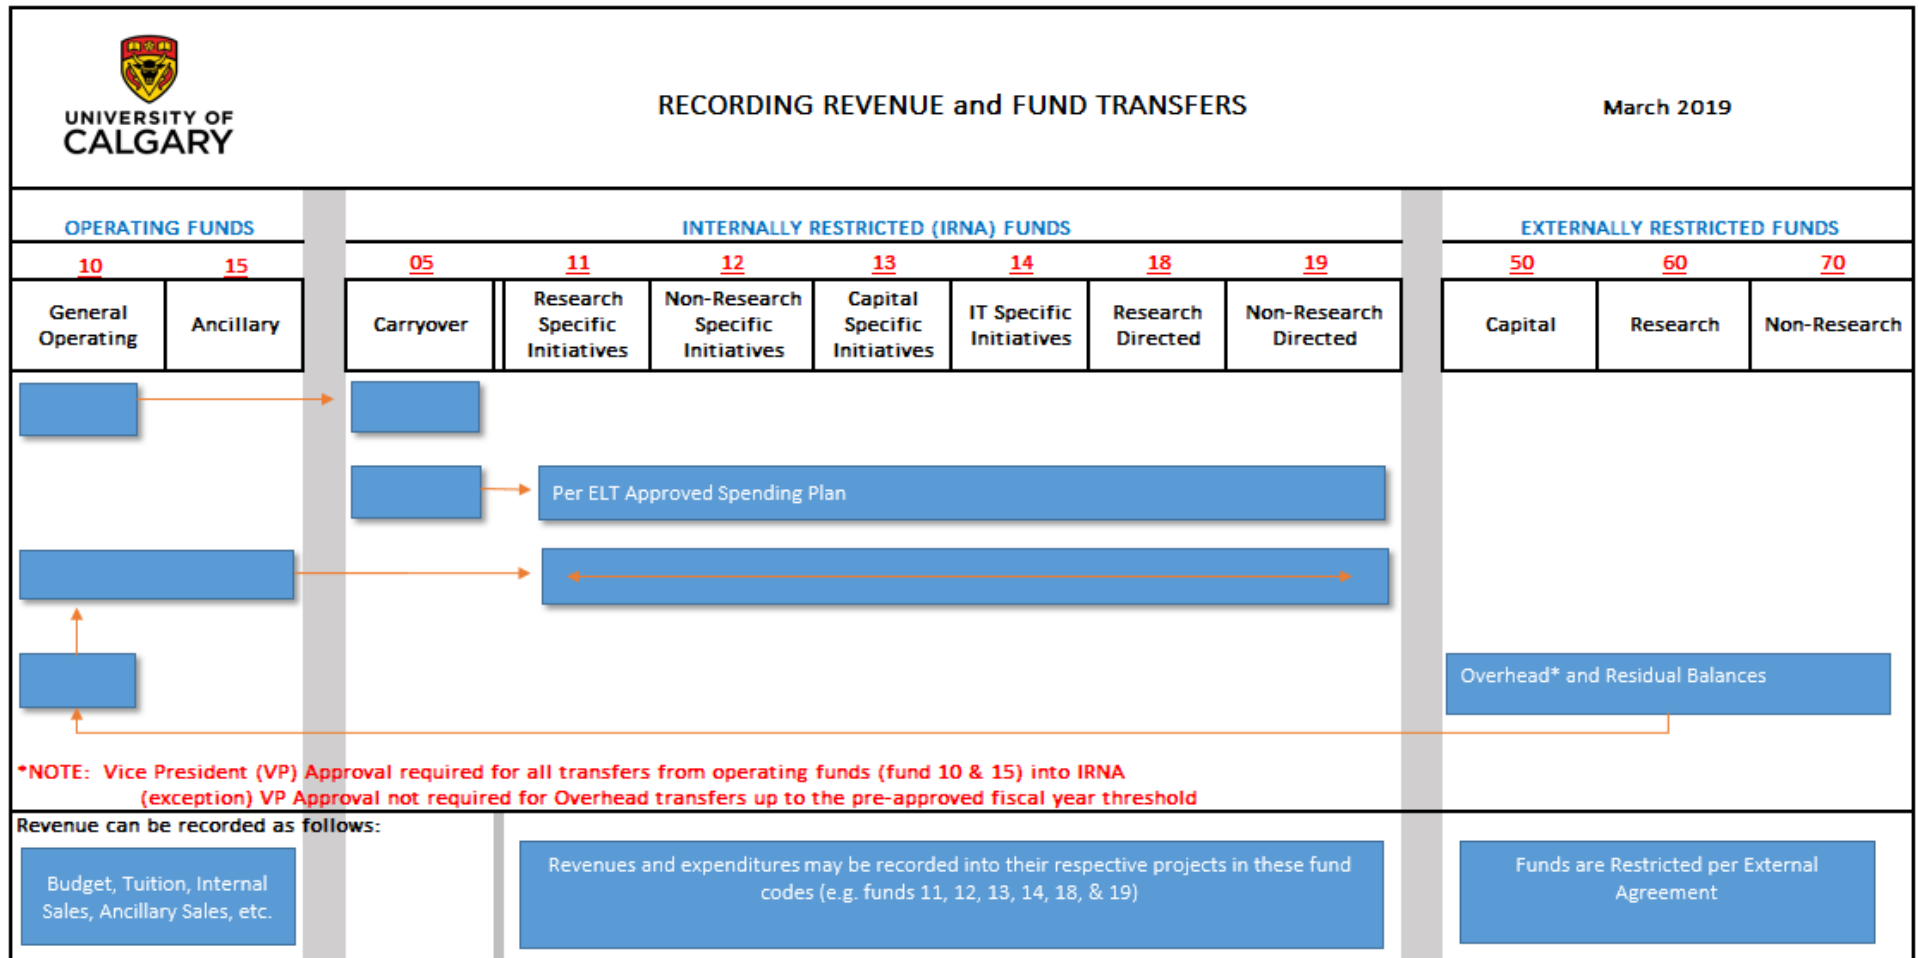 UNIVERSITY OF
CALGARY
RECORDING REVENUE and FUND TRANSFERS
March 2019
OPERATING FUNDS
INTERNALLY RESTRICTED (IRNA) FUNDS
EXTERNALLY RESTRICTED FUNDS
10
15
05
11
12
13
14
18
19
50
60
70
General
Operating
Ancillary
Carryover
Research
Specific
Initiatives
Non-Research
Specific
Initiatives
Capital
Specific
Initiatives
IT Specific
Initiatives
Research
Directed
Non-Research
Directed
Capital
Research
Non-Research
Per ELT Approved Spending Plan
Overhead* and Residual Balances
*NOTE: Vice President (VP) Approval required for all transfers from operating funds (fund 10 & 15) into IRNA
(exception) VP Approval not required for Overhead transfers up to the pre-approved fiscal year threshold
Revenue can be recorded as follows:
Budget, Tuition, Internal
Sales, Ancillary Sales, etc.
Revenues and expenditures may be recorded into their respective projects in these fund
codes (e.g. funds 11, 12, 13, 14, 18, & 19)
Funds are Restricted per External
Agreement